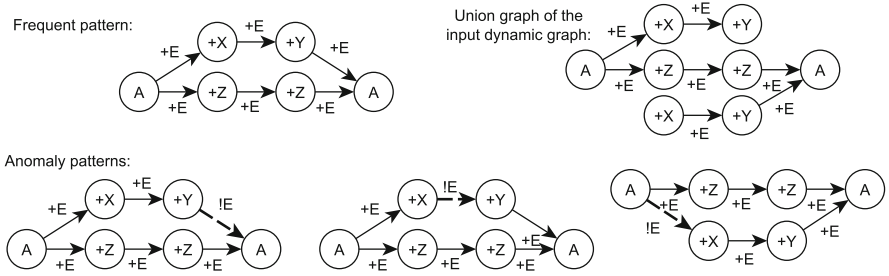 Frequent pattern:
+E +X +E +Y +E
A +E +Z +E +Z +E A
Union graph of the
input dynamic graph:
+E +X +E +Y
A +E +Z +E +Z +E A
+X +E +Y +E
Anomaly patterns:
+E +X +E +Y !E
A +E +Z +E +Z +E A
+E +X !E +Y +E
A +E +Z +E +Z +E A
A +E +Z +E +Z +E A
!E +X +E +Y +E